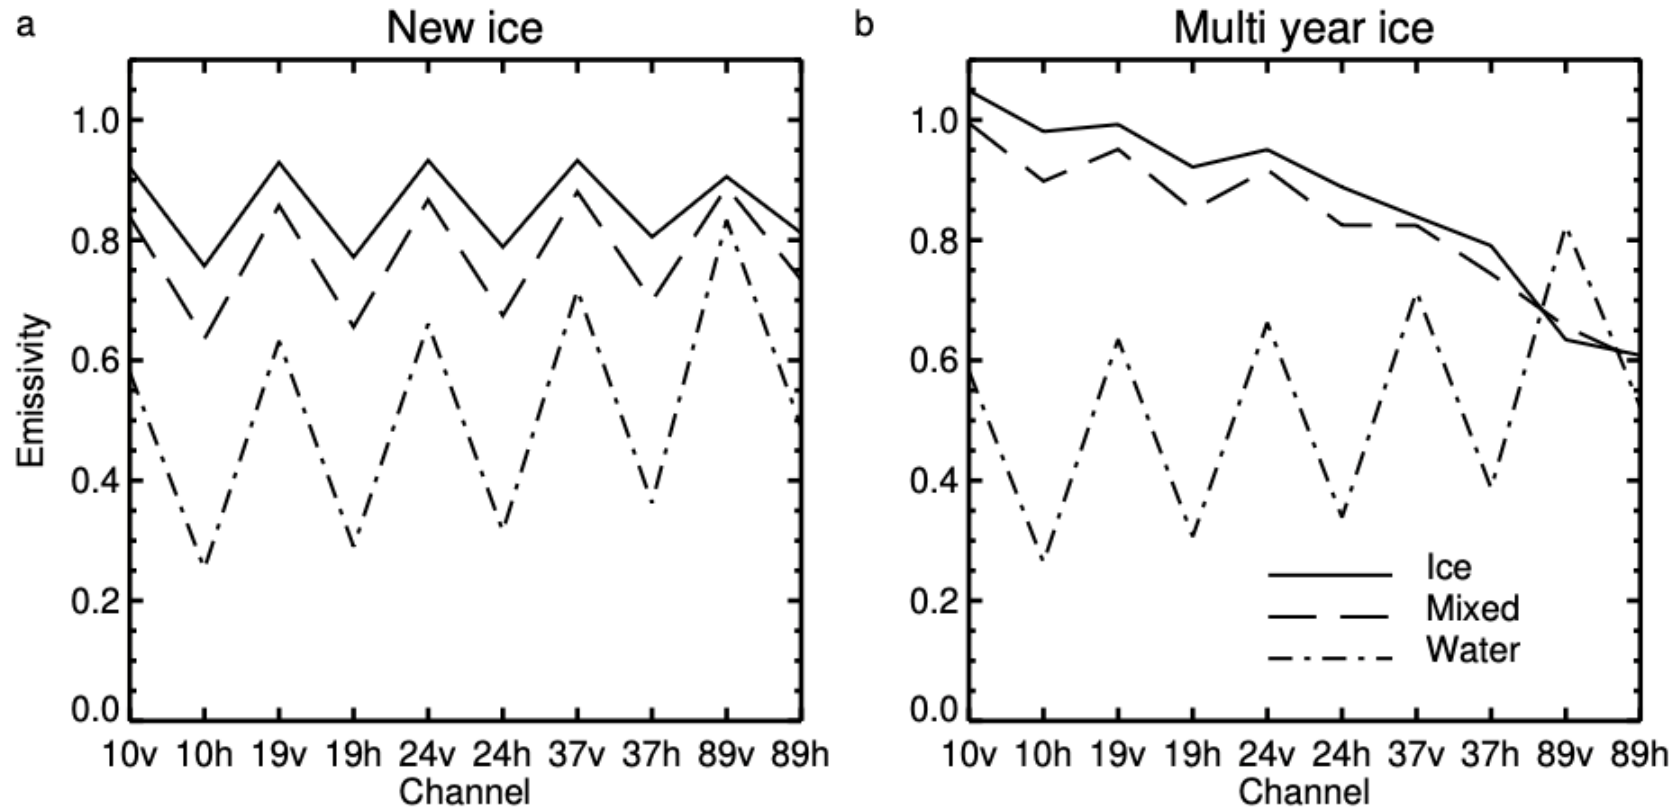 a New ice
Emissivity
1.0
0.8
0.6
0.4
0.2
0.0
10v 10h 19v 19h 24v 24h 37v 37h 89v 89h
Channel
b Multi year ice
1.0
0.8
0.6
0.4
0.2
0.0
Ice
Mixed
Water
10v 10h 19v 19h 24v 24h 37v 37h 89v 89h
Channel